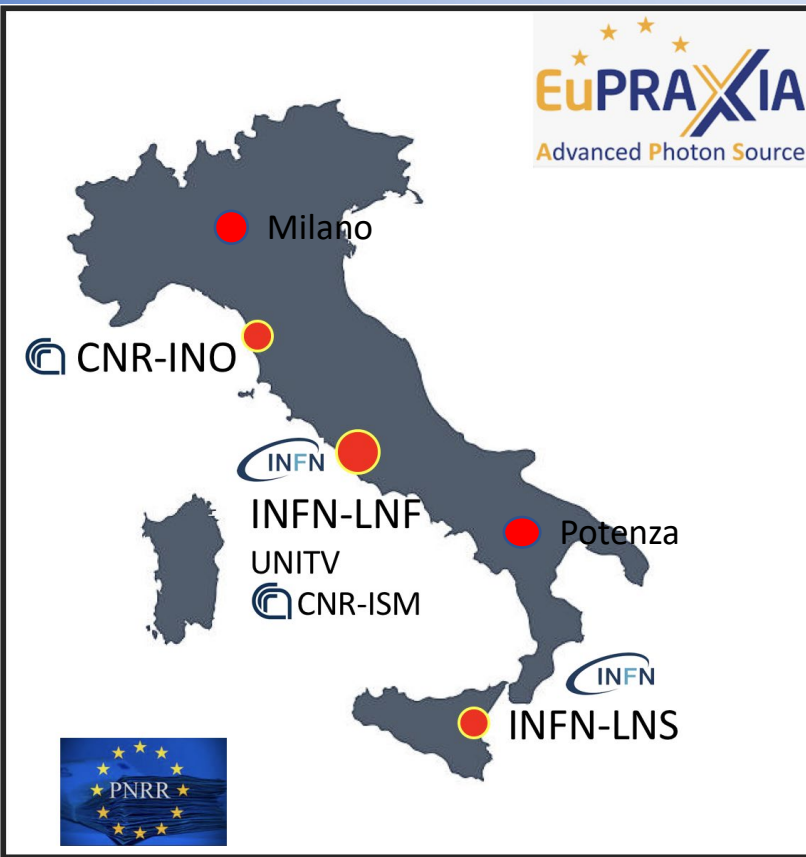 EuPRAXIA
Advanced Photon Source
Milano
CNR-INO
INFN
INFN-LNF
UNITV
CNR-ISM
Potenza
INFN
INFN-LNS
PNRR